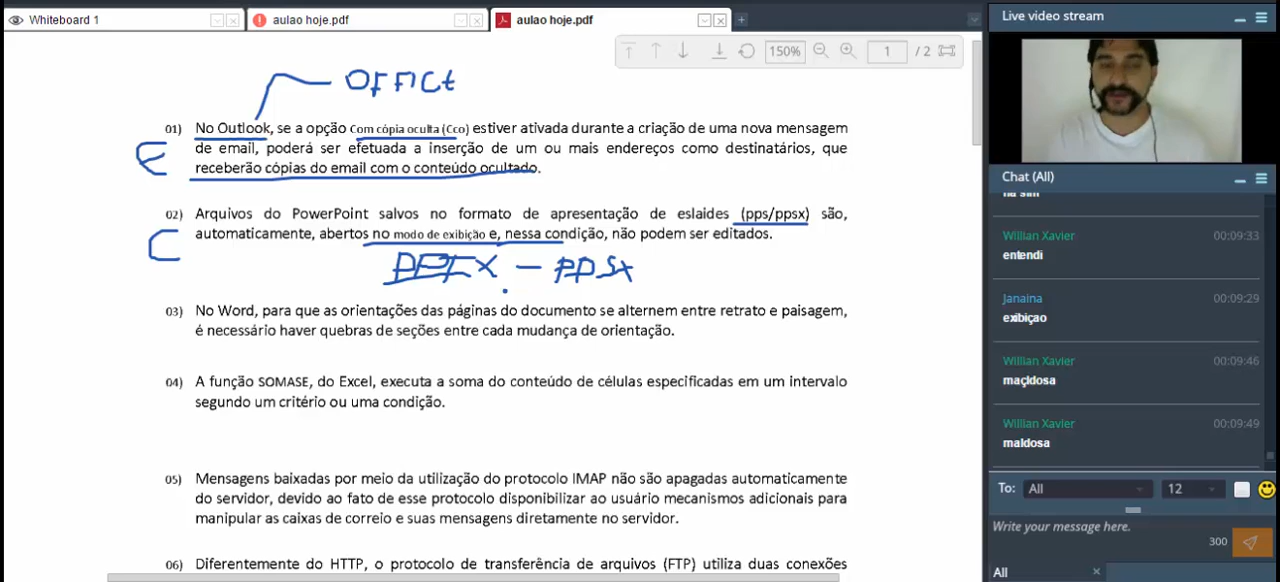 Whiteboard 1
aulao hoje.pdf
aulao hoje.pdf
150%
1
/ 2
OFFICE
01) No Outlook, se a opção Com cópia oculta (Cco) estiver ativada durante a criação de uma nova mensagem
de email, poderá ser efetuada a inserção de um ou mais endereços como destinatários, que
E
receberão cópias do email com o conteúdo ocultado.
02) Arquivos do PowerPoint salvos no formato de apresentação de eslaides (pps/ppsx) são,
automaticamente, abertos no modo de exibição e, nessa condição, não podem ser editados.
C
PPTX - PPSX
03) No Word, para que as orientações das páginas do documento se alternem entre retrato e paisagem,
é necessário haver quebras de seções entre cada mudança de orientação.
04) A função SOMASE, do Excel, executa a soma do conteúdo de células especificadas em um intervalo
segundo um critério ou uma condição.
05) Mensagens baixadas por meio da utilização do protocolo IMAP não são apagadas automaticamente
do servidor, devido ao fato de esse protocolo disponibilizar ao usuário mecanismos adicionais para
manipular as caixas de correio e suas mensagens diretamente no servidor.
06) Diferentemente do HTTP, o protocolo de transferência de arquivos (FTP) utiliza duas conexões
Live video stream
Chat (All)
na sim
Willian Xavier 00:09:33
entendi
Janaina 00:09:29
exibiçao
Willian Xavier 00:09:46
maçldosa
Willian Xavier 00:09:49
maldosa
To: All 12
Write your message here.
300
All